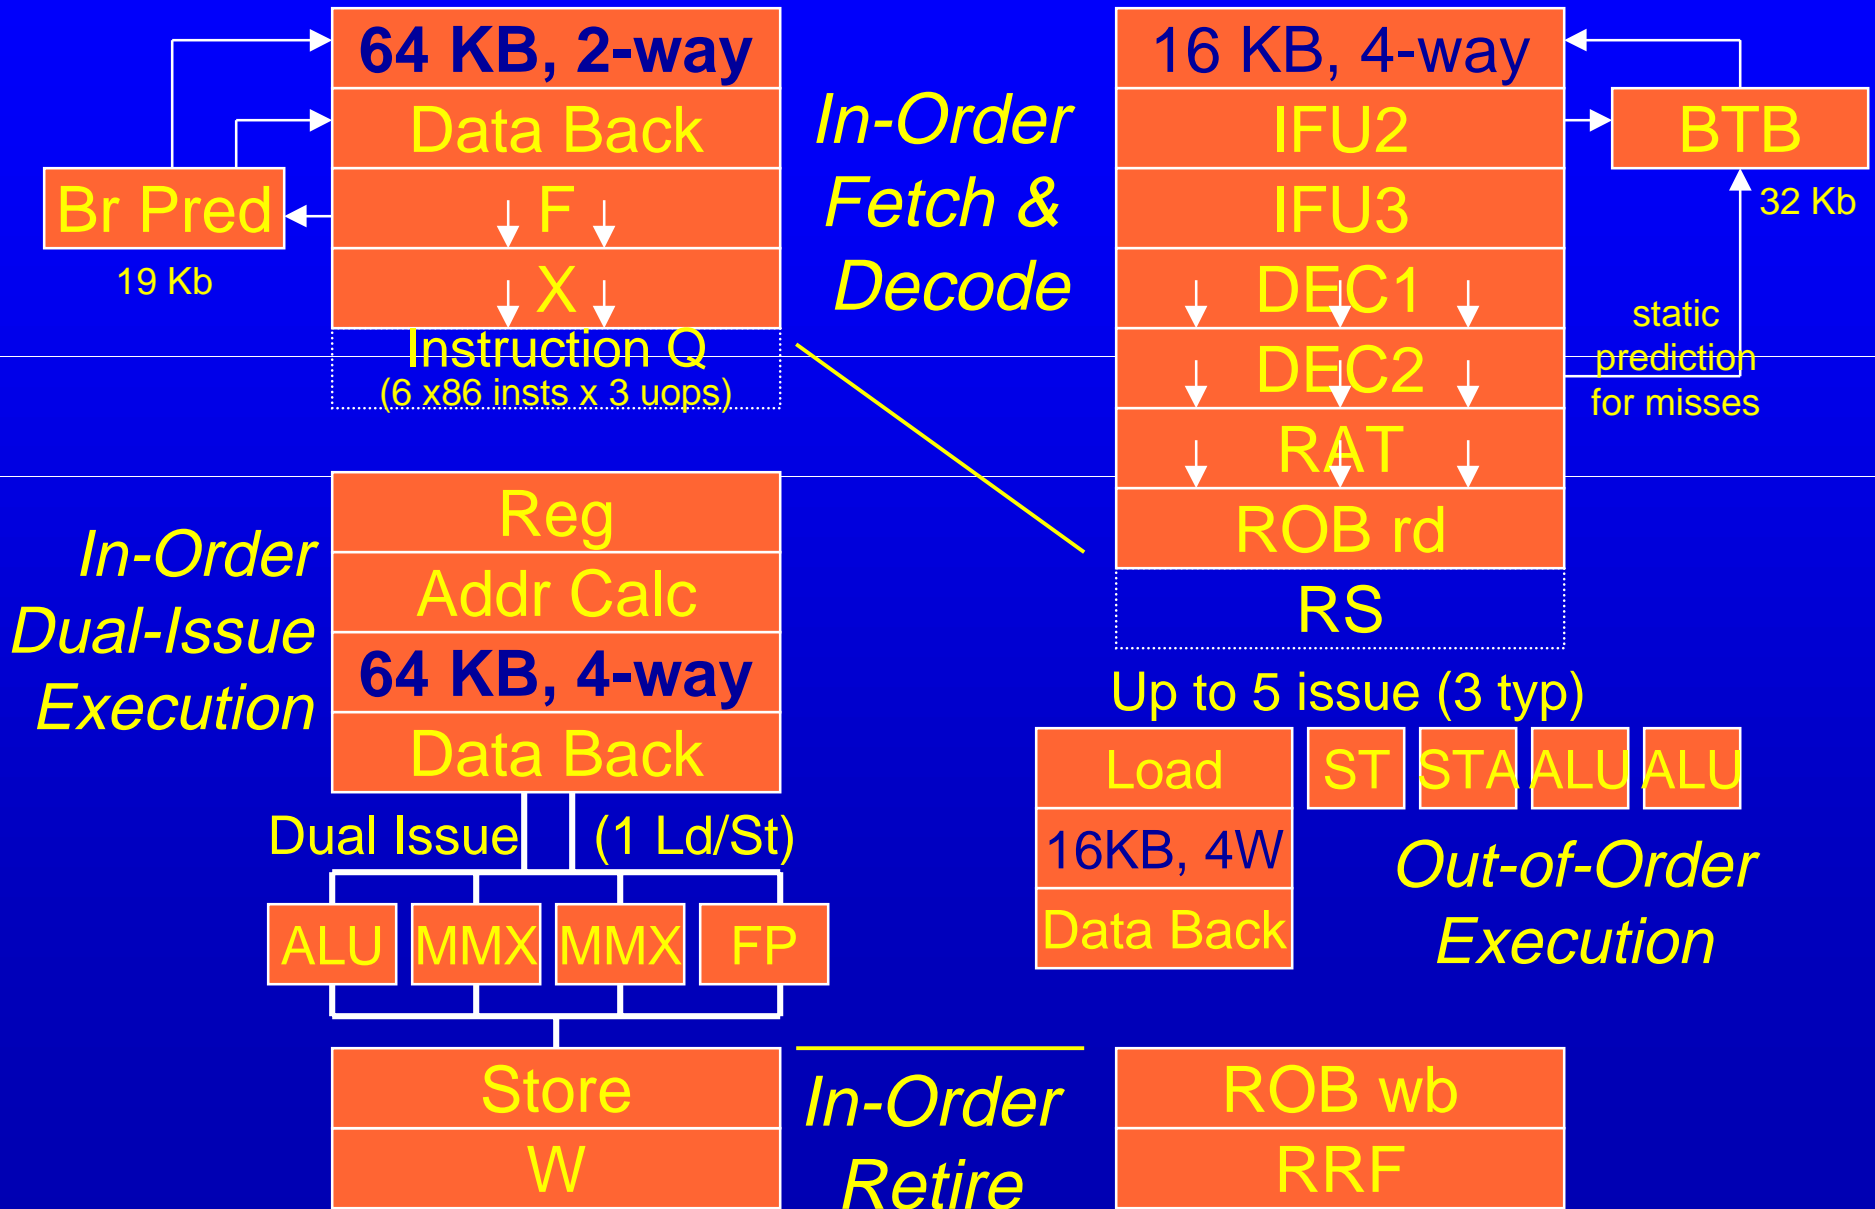 64 KB, 2-way
Data Back
F
X
Br Pred
19 Kb
Instruction Q
(6 x86 insts x 3 uops)
In-Order
Fetch &
Decode
16 KB, 4-way
IFU2
IFU3
DEC1
DEC2
RAT
ROB rd
RS
BTB
32 Kb
static
prediction
for misses
In-Order
Dual-Issue
Execution
Reg
Addr Calc
64 KB, 4-way
Data Back
Dual Issue (1 Ld/St)
ALU MMX MMX FP
Store
W
Up to 5 issue (3 typ)
Load ST STA ALU ALU
16KB, 4W
Data Back
Out-of-Order
Execution
In-Order
Retire
ROB wb
RRF